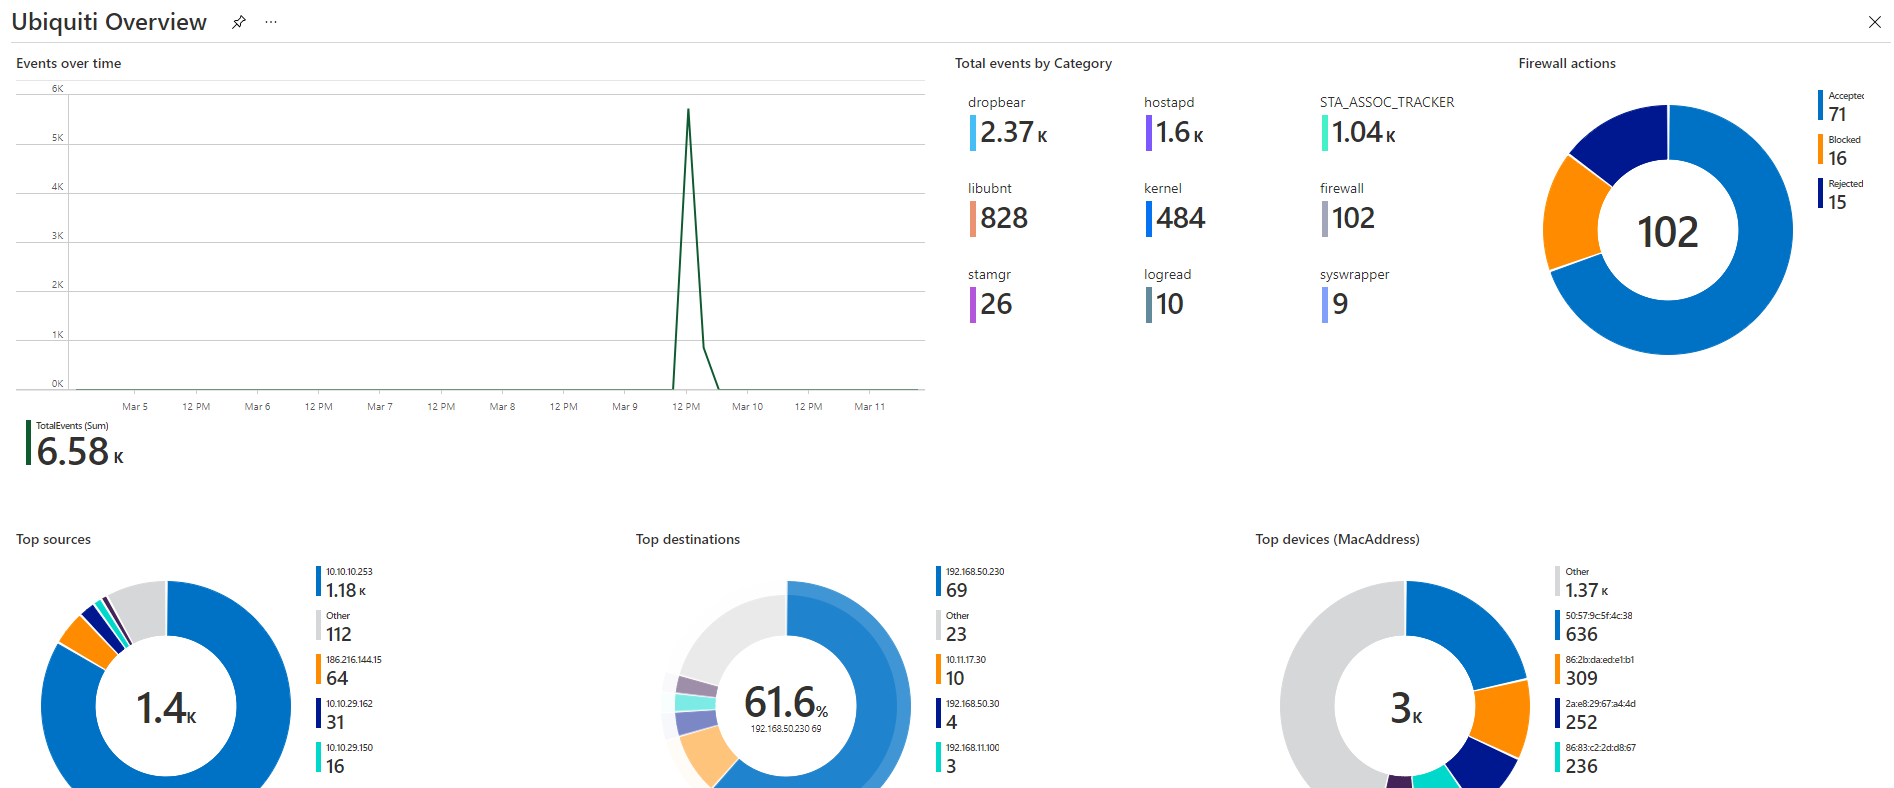 Ubiquiti Overview
Events over time
6K
5K
4K
3K
2K
1K
0K
Mar 5
12 PM
Mar 6
12 PM
Mar 7
12 PM
Mar 8
12 PM
Mar 9
12 PM
Mar 10
12 PM
Mar 11
TotalEvents (Sum)
6.58 K
Total events by Category
dropbear
2.37 K
hostapd
1.6 K
STA_ASSOC_TRACKER
1.04 K
libubnt
828
kernel
484
firewall
102
stamgr
26
logread
10
syswrapper
9
Firewall actions
102
Accepted
71
Blocked
16
Rejected
15
Top sources
1.4K
10.10.10.253
1.18 K
Other
112
186.216.144.15
64
10.10.29.162
31
10.10.29.150
16
Top destinations
61.6%
192.168.50.230 69
192.168.50.230
69
Other
23
10.11.17.30
10
192.168.50.30
4
192.168.11.100
3
Top devices (MacAddress)
3K
Other
1.37 K
50:57:9c:5f:4c:38
636
86:2b:da:ed:e1:b1
309
2a:e8:29:67:a4:4d
252
86:83:c2:2d:d8:67
236